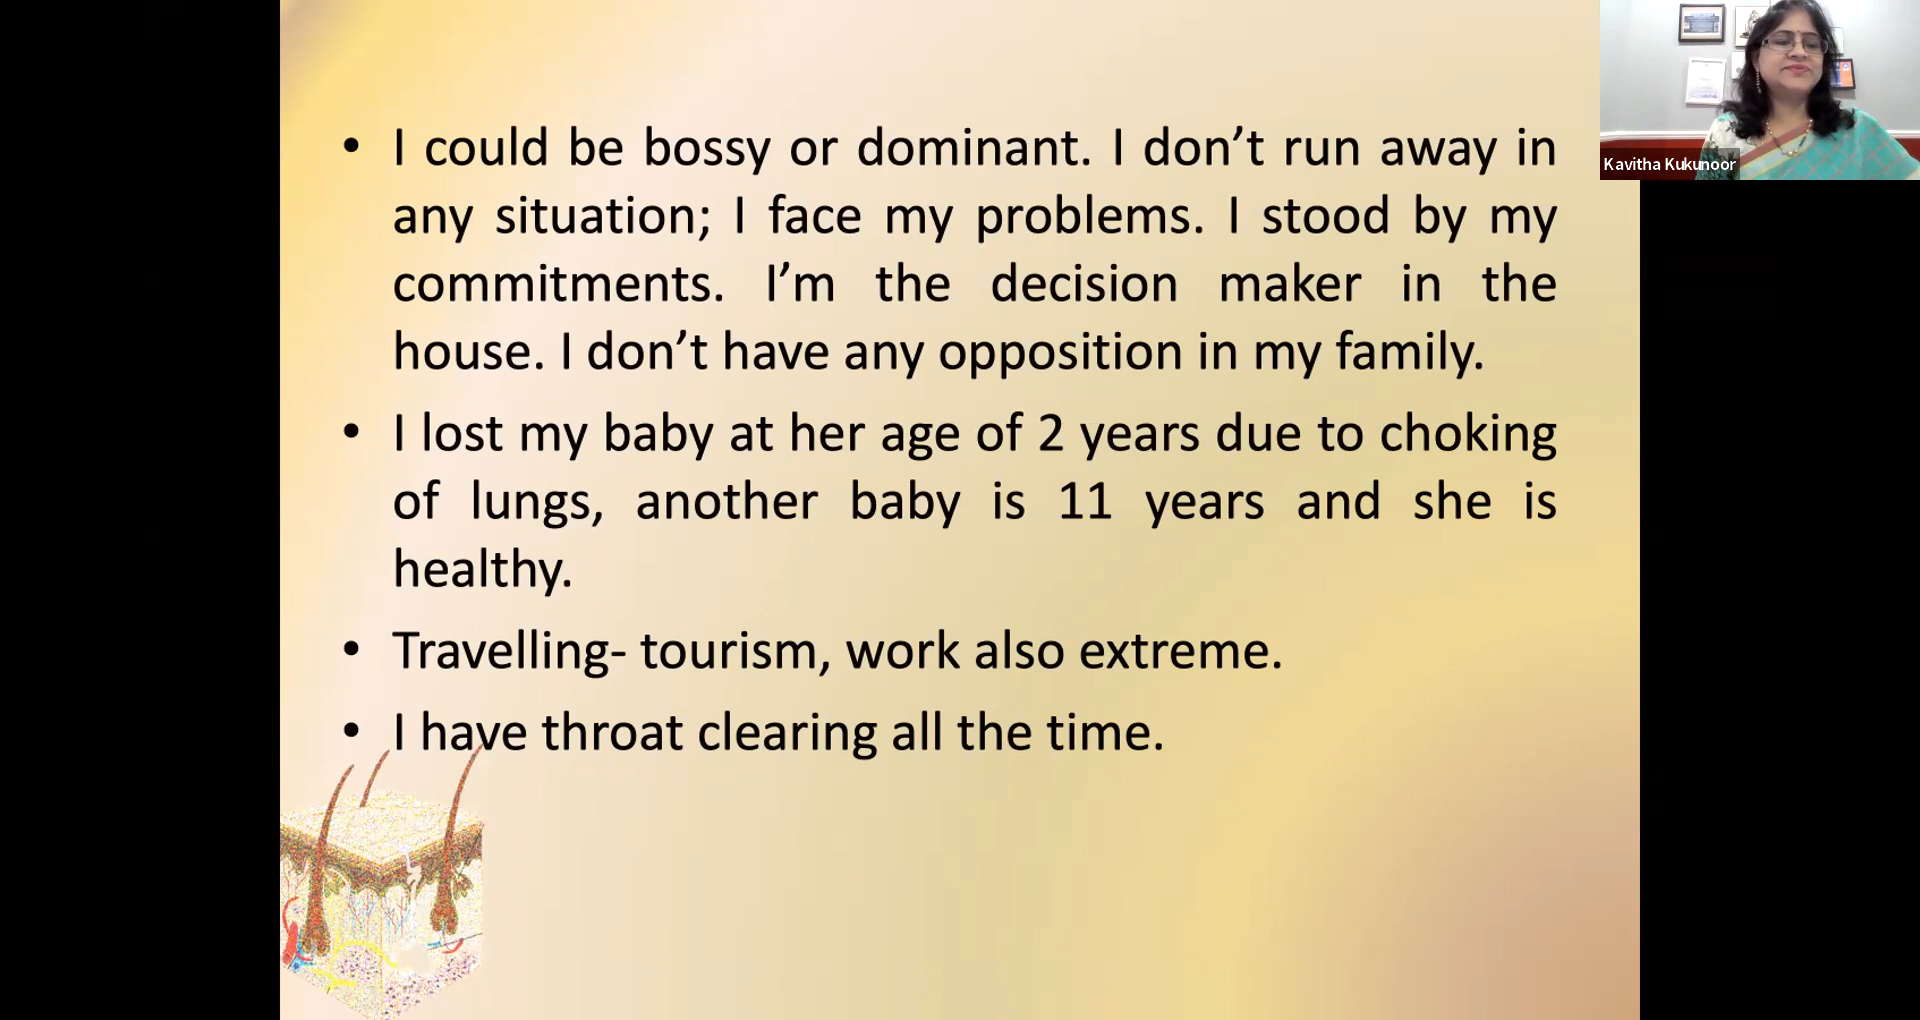 • I could be bossy or dominant. I don’t run away in
any situation; I face my problems. I stood by my
commitments. I’m the decision maker in the
house. I don’t have any opposition in my family.
• I lost my baby at her age of 2 years due to choking
of lungs, another baby is 11 years and she is
healthy.
• Travelling- tourism, work also extreme.
• I have throat clearing all the time.
Kavitha Kukunoor